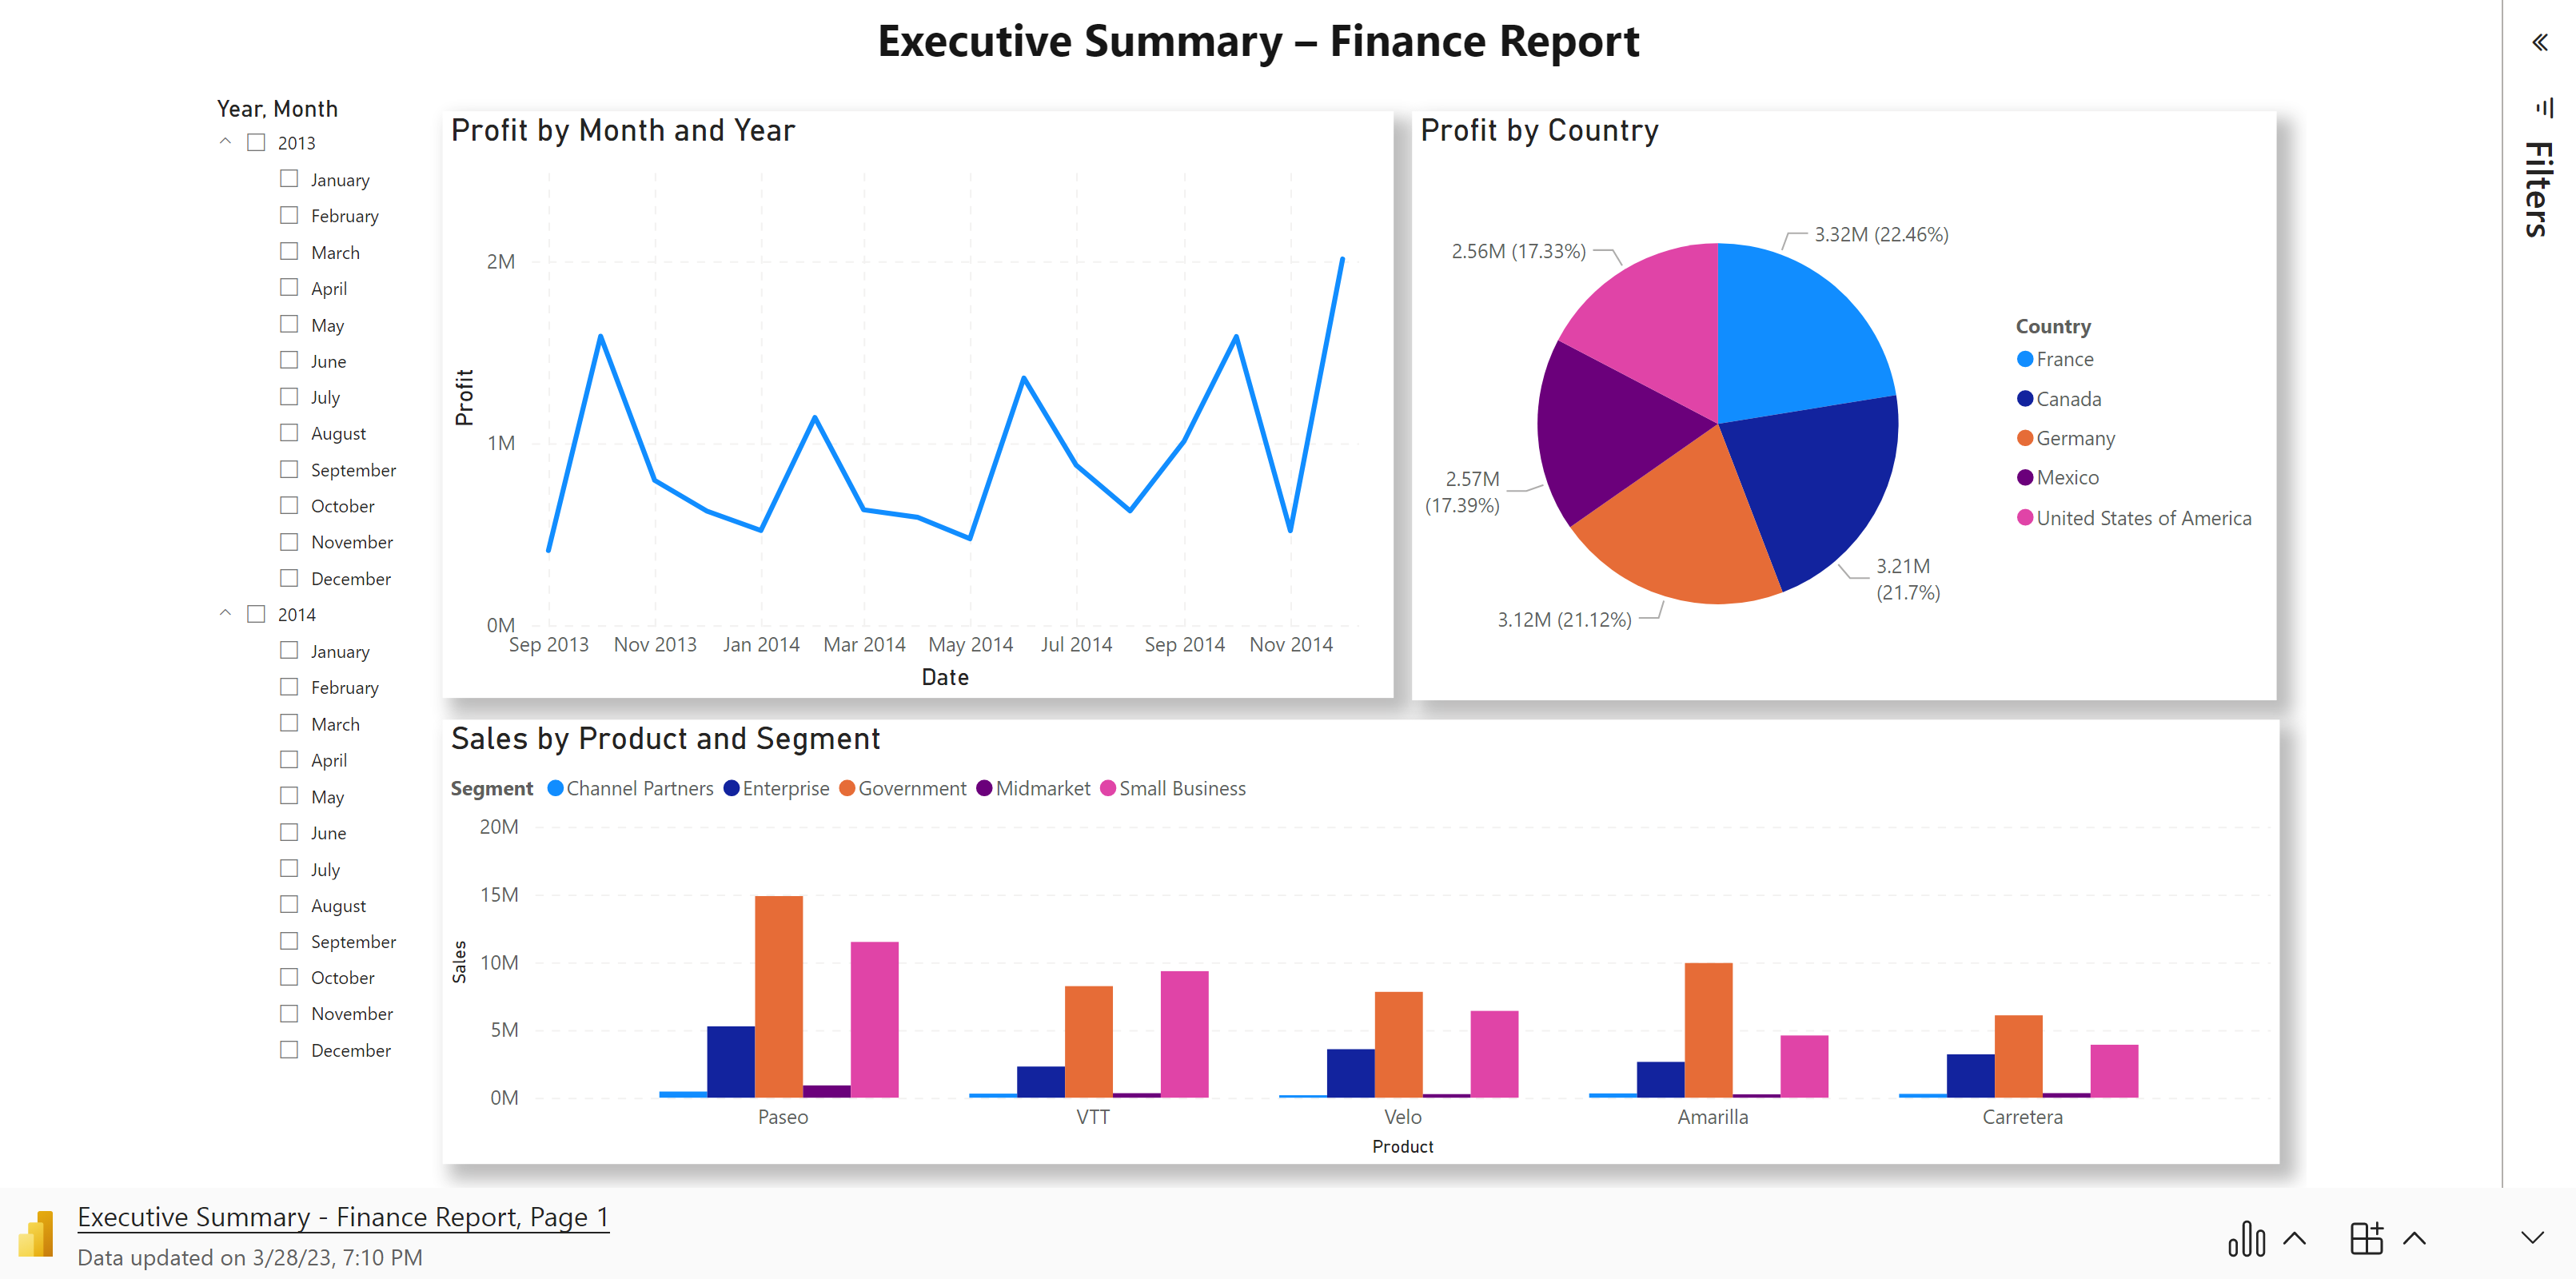 Executive Summary – Finance Report
Year, Month
2013
January
February
March
April
May
June
July
August
September
October
November
December
2014
January
February
March
April
May
June
July
August
September
October
November
December
Profit by Month and Year
Profit
2M
1M
0M
Sep 2013 Nov 2013 Jan 2014 Mar 2014 May 2014 Jul 2014 Sep 2014 Nov 2014
Date
Profit by Country
3.32M (22.46%)
2.56M (17.33%)
2.57M
(17.39%)
3.21M
(21.7%)
3.12M (21.12%)
Country
France
Canada
Germany
Mexico
United States of America
Sales by Product and Segment
Segment Channel Partners Enterprise Government Midmarket Small Business
Sales
20M
15M
10M
5M
0M
Paseo VTT Velo Amarilla Carretera
Product
Filters
Executive Summary - Finance Report, Page 1
Data updated on 3/28/23, 7:10 PM